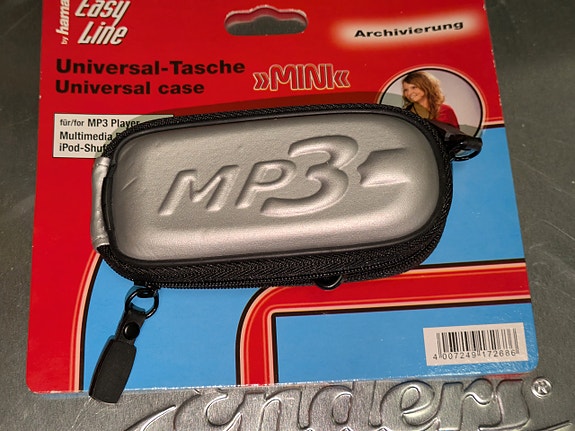 by hama
Easy
Line
Archivierung
Universal-Tasche
Universal case
»MINI«
für/for MP3 Player
Multimedia
iPod-Shuf
MP3
4 007249 172686
enders®